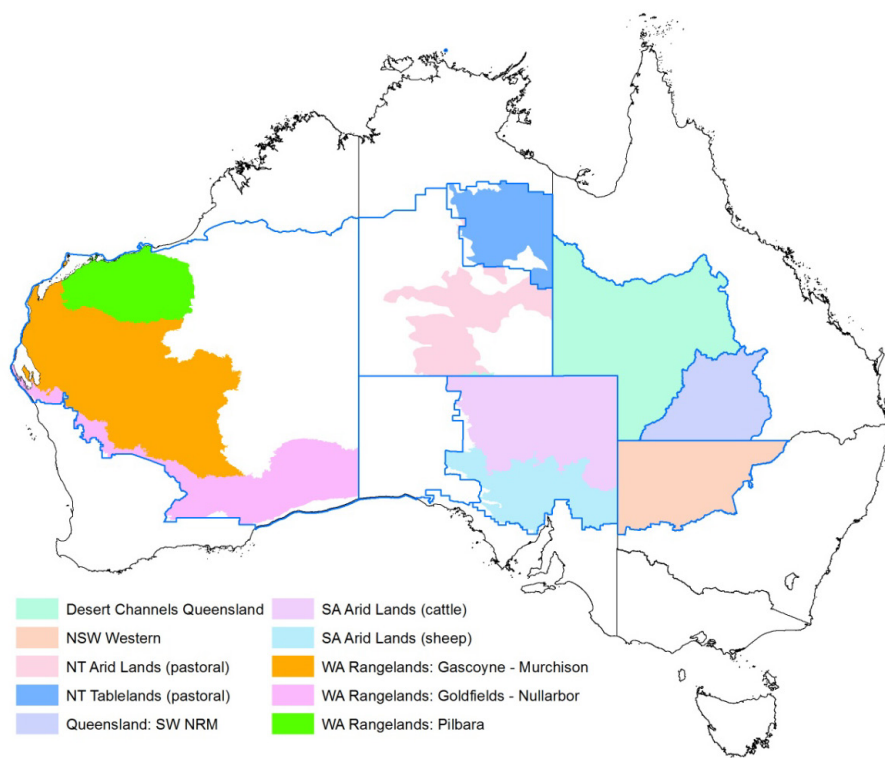 Desert Channels Queensland
NSW Western
NT Arid Lands (pastoral)
NT Tablelands (pastoral)
Queensland: SW NRM
SA Arid Lands (cattle)
SA Arid Lands (sheep)
WA Rangelands: Gascoyne - Murchison
WA Rangelands: Goldfields - Nullarbor
WA Rangelands: Pilbara